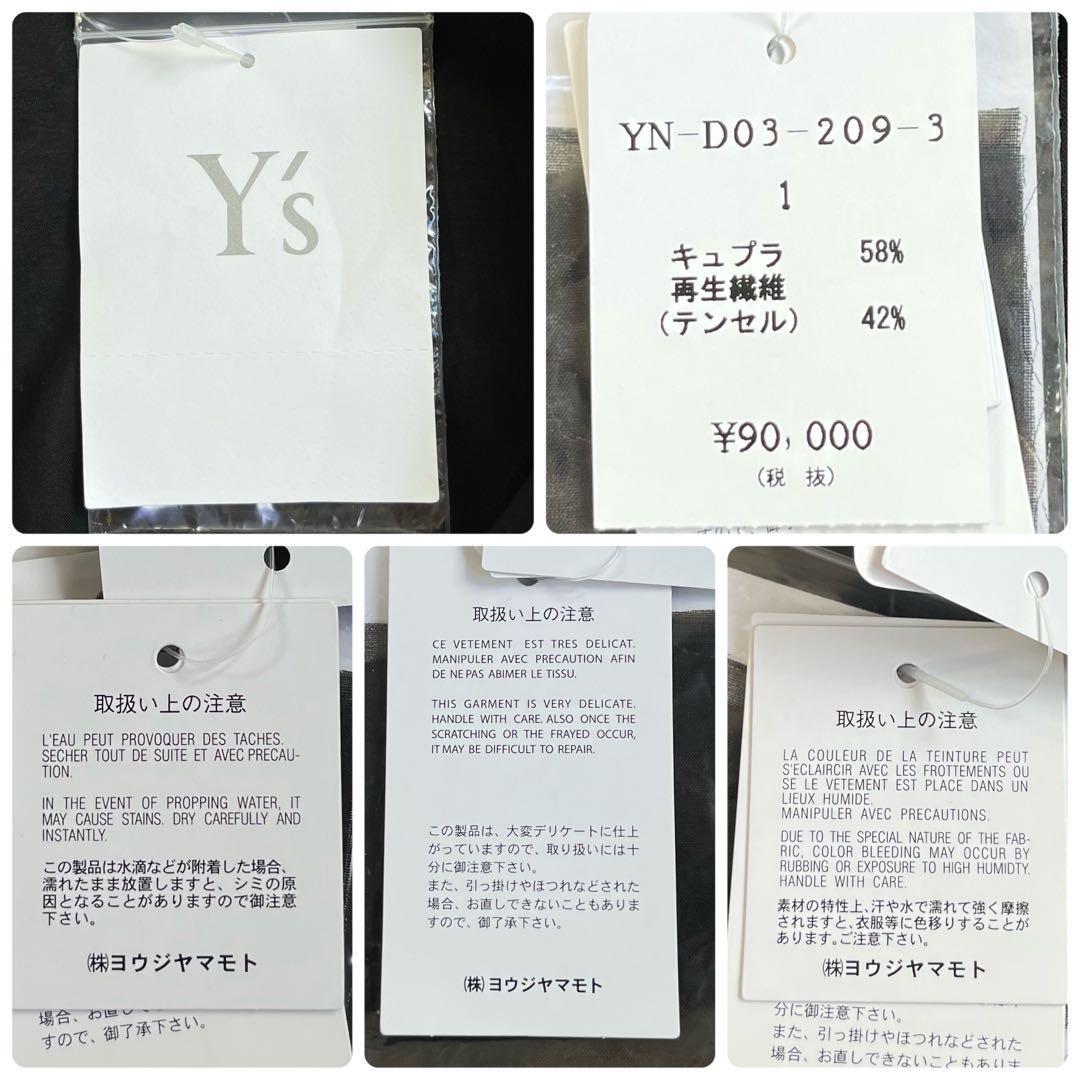 Y's
YN-D03-209-3
1
キュプラ 58%
再生繊維
(テンセル) 42%
¥90,000
(税 抜)
取扱い上の注意
L'EAU PEUT PROVOQUER DES TACHES.
SECHER TOUT DE SUITE ET AVEC PRECAU-
TION.
IN THE EVENT OF PROPPING WATER, IT
MAY CAUSE STAINS. DRY CAREFULLY AND
INSTANTLY.
この製品は水滴などが附着した場合、
濡れたまま放置しますと、シミの原
因となることがありますので御注意
下さい。
㈱ヨウジヤマモト
場合、お直し
すので、御了承下さい。
取扱い上の注意
CE VETEMENT EST TRES DELICAT.
MANIPULER AVEC PRECAUTION AFIN
DE NE PAS ABIMER LE TISSU.
THIS GARMENT IS VERY DELICATE.
HANDLE WITH CARE. ALSO ONCE THE
SCRATCHING OR THE FRAYED OCCUR,
IT MAY BE DIFFICULT TO REPAIR.
この製品は、大変デリケートに仕上
がっていますので、取り扱いには十
分に御注意下さい。
また、引っ掛けやほつれなどされた
場合、お直しできないこともありま
すので、御了承下さい。
㈱ヨウジヤマモト
取扱い上の注意
LA COULEUR DE LA TEINTURE PEUT
S'ECLAIRCIR AVEC LES FROTTEMENTS OU
SE LE VETEMENT EST PLACE DANS UN
LIEUX HUMIDE.
MANIPULER AVEC PRECAUTIONS.
DUE TO THE SPECIAL NATURE OF THE FAB-
RIC, COLOR BLEEDING MAY OCCUR BY
RUBBING OR EXPOSURE TO HIGH HUMIDTY.
HANDLE WITH CARE.
素材の特性上、汗や水で濡れて強く摩擦
されますと、衣服等に色移りすることが
があります。ご注意下さい。
㈱ヨウジヤマモト
分に御注意下さい。
また、引っ掛けやほつれなどされた
場合、お直しできないこともありま